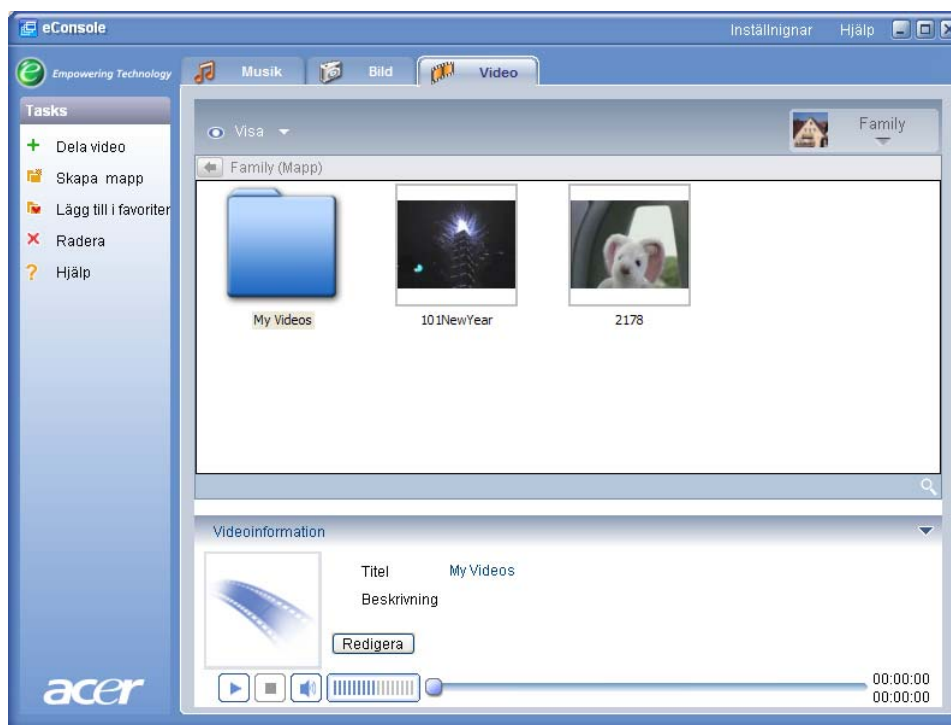 eConsole
Inställnignar Hjälp
Empowering Technology
Musik Bild Video
Tasks
Dela video
Skapa mapp
Lägg till i favoriter
Radera
Hjälp
Visa
Family
Family (Mapp)
My Videos 101NewYear 2178
Videoinformation
Titel My Videos
Beskrivning
Redigera
00:00:00
00:00:00
acer